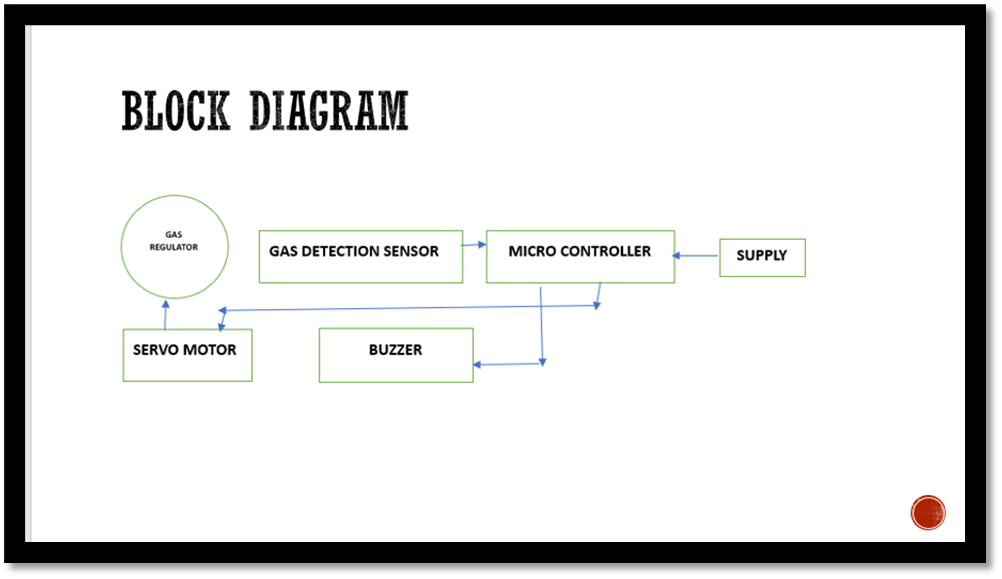 BLOCK DIAGRAM
GAS
REGULATOR
GAS DETECTION SENSOR
MICRO CONTROLLER
SUPPLY
SERVO MOTOR
BUZZER